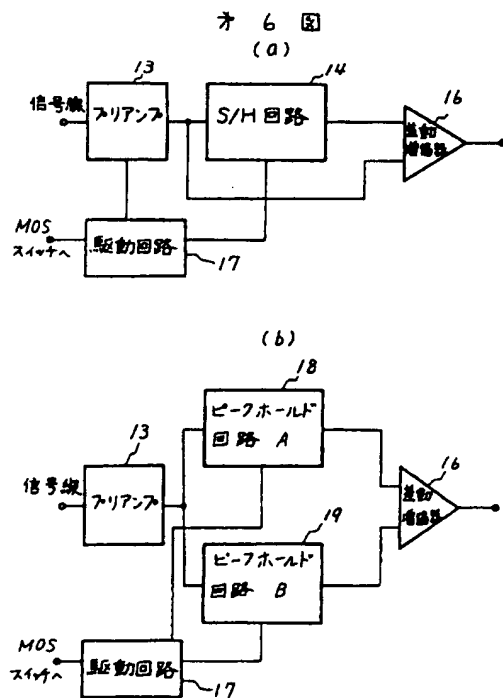 才 6 図
(a)
13
14
16
信号線
プリアンプ
S/H 回路
差動
増幅器
MOS
スイッチへ
駆動回路
17
(b)
18
ピークホールド
回路 A
13
16
信号線
プリアンプ
差動
増幅器
19
ピークホールド
回路 B
MOS
スイッチへ
駆動回路
17